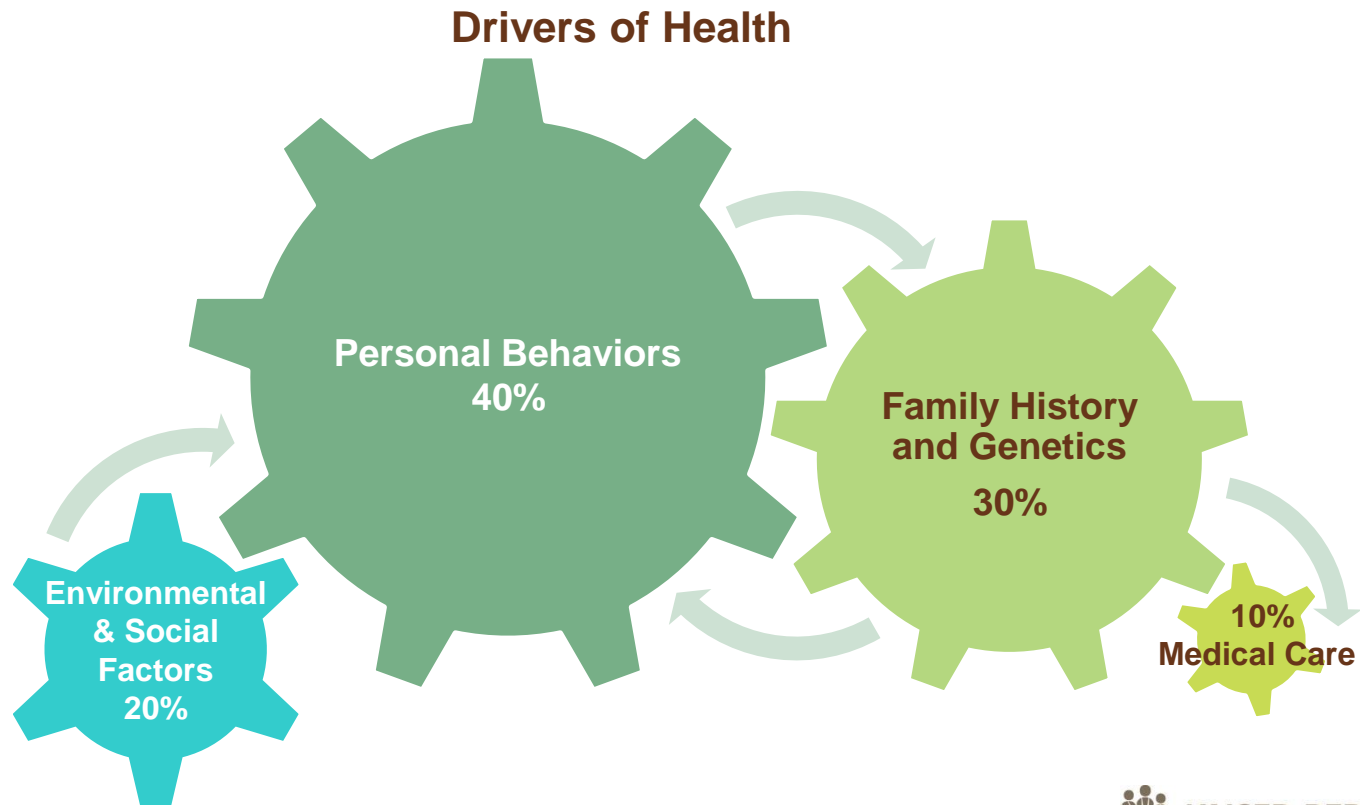 Drivers of Health
Personal Behaviors
40%
Family History
and Genetics
30%
Environmental
& Social
Factors
20%
10%
Medical Care